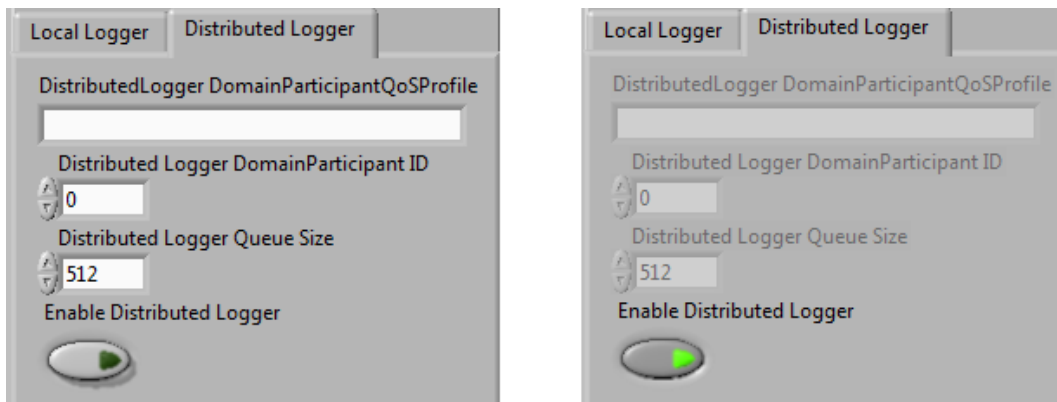 Local Logger Distributed Logger
DistributedLogger DomainParticipantQoSProfile
Distributed Logger DomainParticipant ID
0
Distributed Logger Queue Size
512
Enable Distributed Logger
Local Logger Distributed Logger
DistributedLogger DomainParticipantQoSProfile
Distributed Logger DomainParticipant ID
0
Distributed Logger Queue Size
512
Enable Distributed Logger